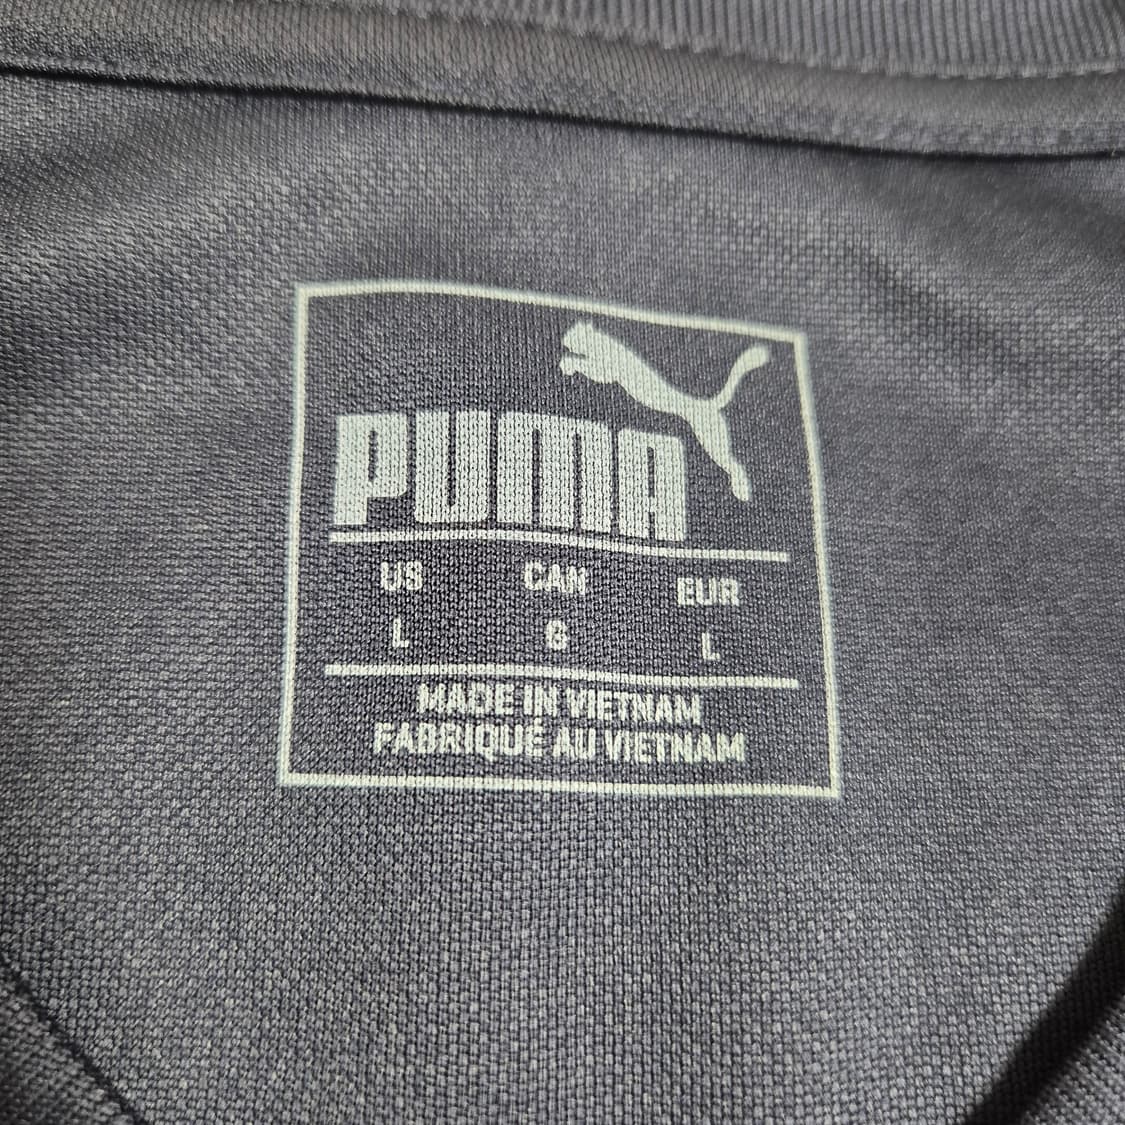 PUMA
US CAN EUR
L G L
MADE IN VIETNAM
FABRIQUÉ AU VIETNAM